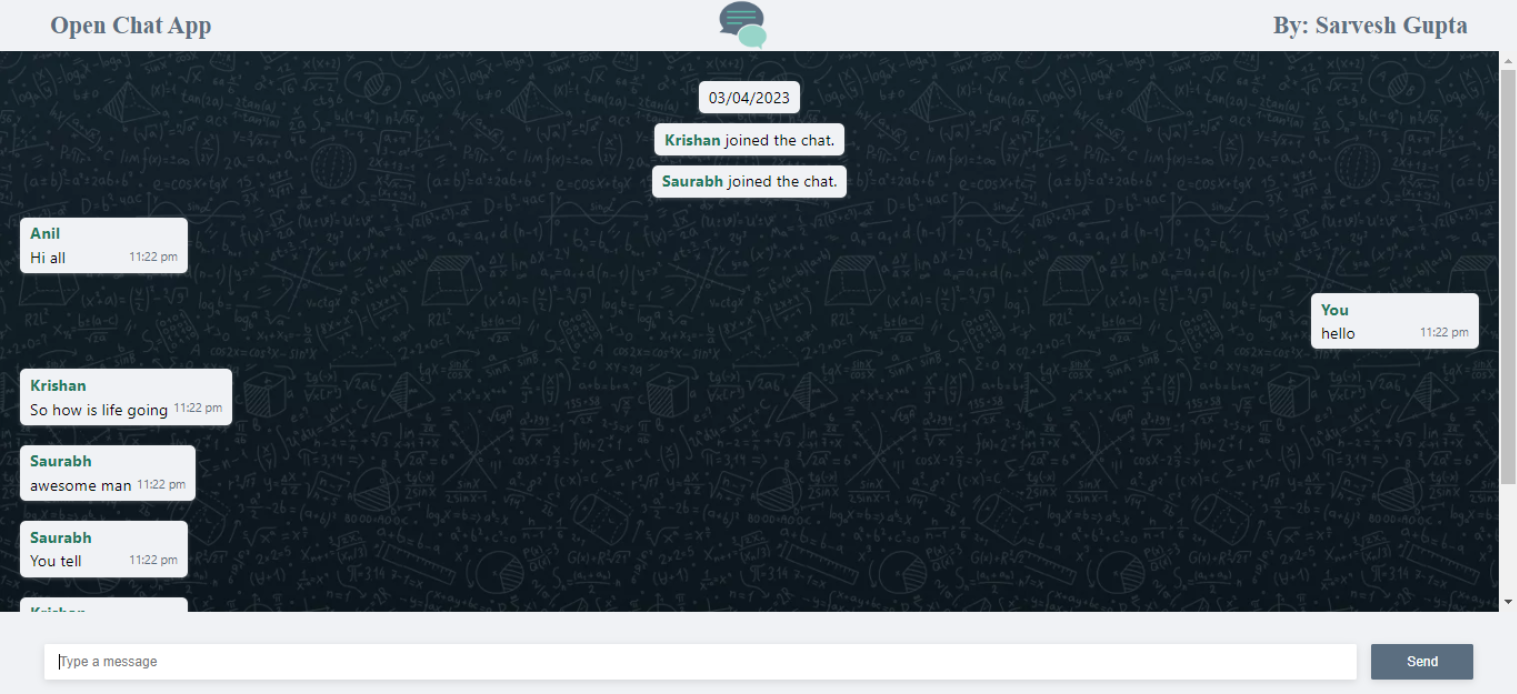 Open Chat App
By: Sarvesh Gupta
03/04/2023
Krishan joined the chat.
Saurabh joined the chat.
Anil
Hi all 11:22 pm
You
hello 11:22 pm
Krishan
So how is life going 11:22 pm
Saurabh
awesome man 11:22 pm
Saurabh
You tell 11:22 pm
Krishan
Type a message
Send